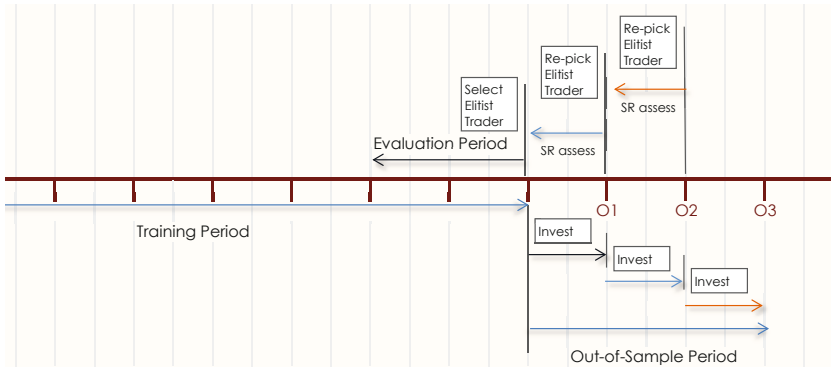 Re-pick
Elitist
Trader
Re-pick
Elitist
Trader
Select
Elitist
Trader
SR assess
Evaluation Period
SR assess
O1
O2
O3
Training Period
Invest
Invest
Invest
Out-of-Sample Period